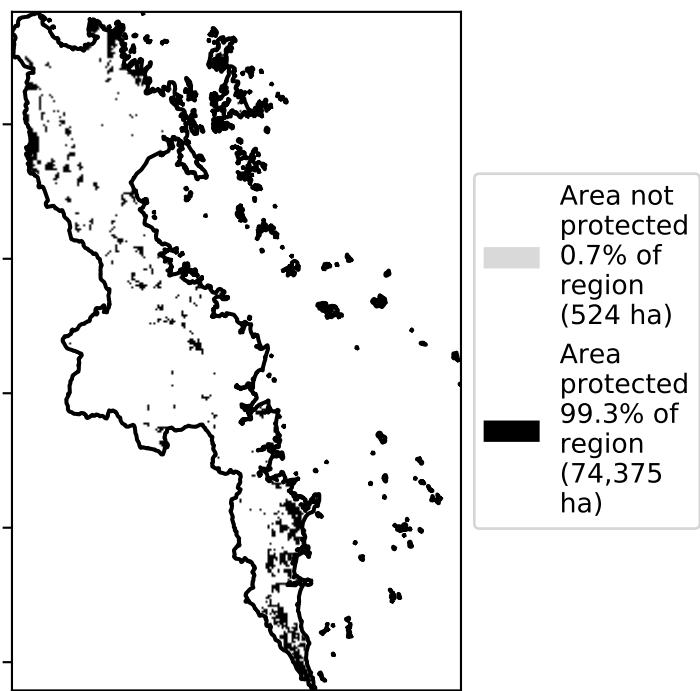 Area not
protected
0.7% of
region
(524 ha)
Area
protected
99.3% of
region
(74,375
ha)